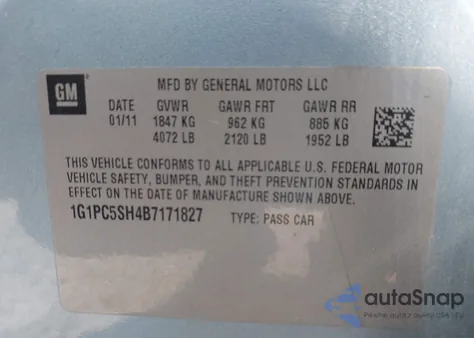 GM
MFD BY GENERAL MOTORS LLC
DATE GVWR GAWR FRT GAWR RR
01/11 1847 KG 962 KG 885 KG
4072 LB 2120 LB 1952 LB
THIS VEHICLE CONFORMS TO ALL APPLICABLE U.S. FEDERAL MOTOR
VEHICLE SAFETY, BUMPER, AND THEFT PREVENTION STANDARDS IN
EFFECT ON THE DATE OF MANUFACTURE SHOWN ABOVE.
1G1PC5SH4B7171827 TYPE: PASS CAR
autoSnap